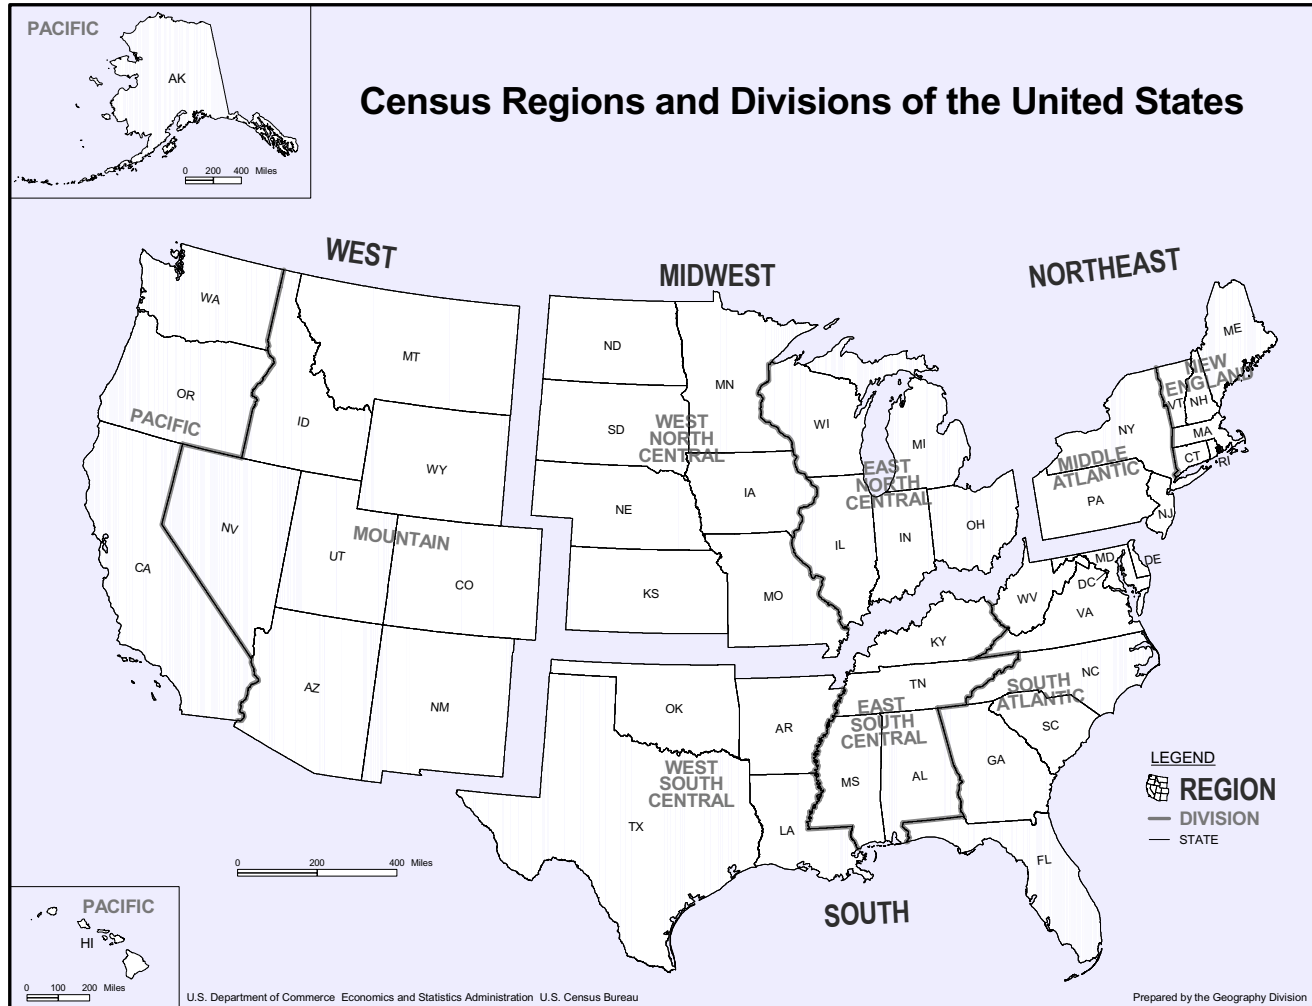 PACIFIC
AK
0 200 400 Miles
Census Regions and Divisions of the United States
WEST
MIDWEST
NORTHEAST
WA
MT
ND
MN
ME
OR
ID
SD
WI
MI
NY
VT
NH
NEW
ENGLAND
PACIFIC
WEST
NORTH
CENTRAL
MA
CT
RI
WY
IA
EAST
NORTH
CENTRAL
MIDDLE
ATLANTIC
PA
NJ
NV
UT
MOUNTAIN
CO
NE
IL
IN
OH
CA
KS
MO
WV
MD
DE
DC
VA
KY
AZ
NM
OK
AR
TN
NC
SOUTH
ATLANTIC
SC
EAST
SOUTH
CENTRAL
MS
AL
GA
WEST
SOUTH
CENTRAL
TX
LA
FL
LEGEND
REGION
DIVISION
STATE
0 200 400 Miles
SOUTH
PACIFIC
HI
0 100 200 Miles
U.S. Department of Commerce Economics and Statistics Administration U.S. Census Bureau
Prepared by the Geography Division